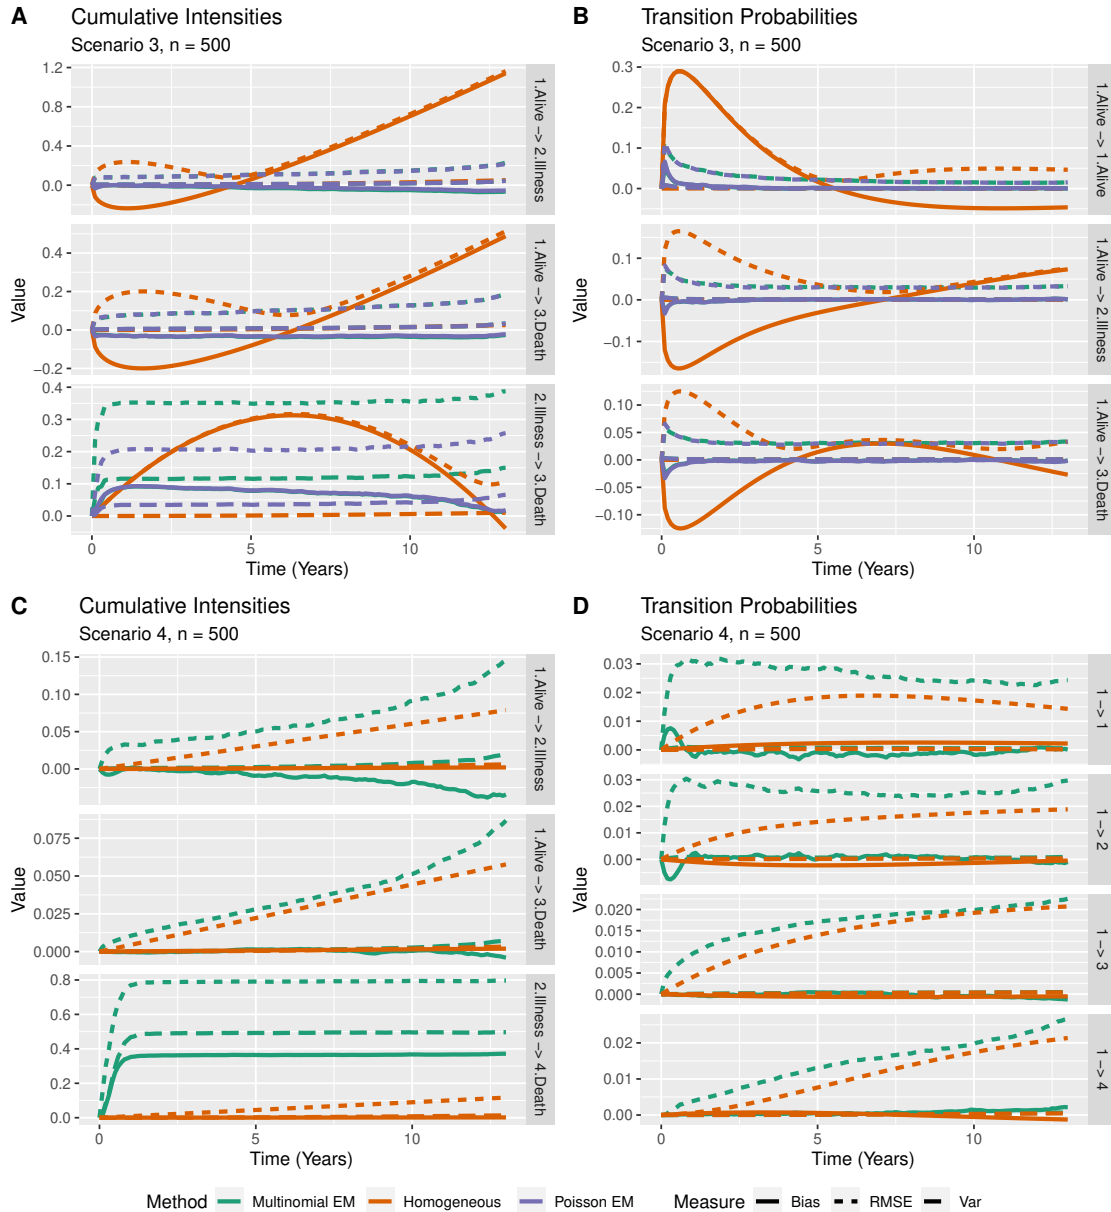 A
Cumulative Intensities
Scenario 3, n = 500
Value
1.2
0.8
0.4
0.0
1.Alive −> 2.Illness
0.4
0.2
0.0
−0.2
1.Alive −> 3.Death
0.4
0.3
0.2
0.1
0.0
2.Illness −> 3.Death
0
5
10
Time (Years)
B
Transition Probabilities
Scenario 3, n = 500
Value
0.3
0.2
0.1
0.0
1.Alive −> 1.Alive
0.1
0.0
−0.1
1.Alive −> 2.Illness
0.10
0.05
0.00
−0.05
−0.10
1.Alive −> 3.Death
0
5
10
Time (Years)
C
Cumulative Intensities
Scenario 4, n = 500
Value
0.15
0.10
0.05
0.00
1.Alive −> 2.Illness
0.075
0.050
0.025
0.000
1.Alive −> 3.Death
0.8
0.6
0.4
0.2
0.0
2.Illness −> 4.Death
0
5
10
Time (Years)
D
Transition Probabilities
Scenario 4, n = 500
Value
0.03
0.02
0.01
0.00
1 −> 1
0.03
0.02
0.01
0.00
1 −> 2
0.020
0.015
0.010
0.005
0.000
1 −> 3
0.02
0.01
0.00
1 −> 4
0
5
10
Time (Years)
Method Multinomial EM Homogeneous Poisson EM Measure Bias RMSE Var